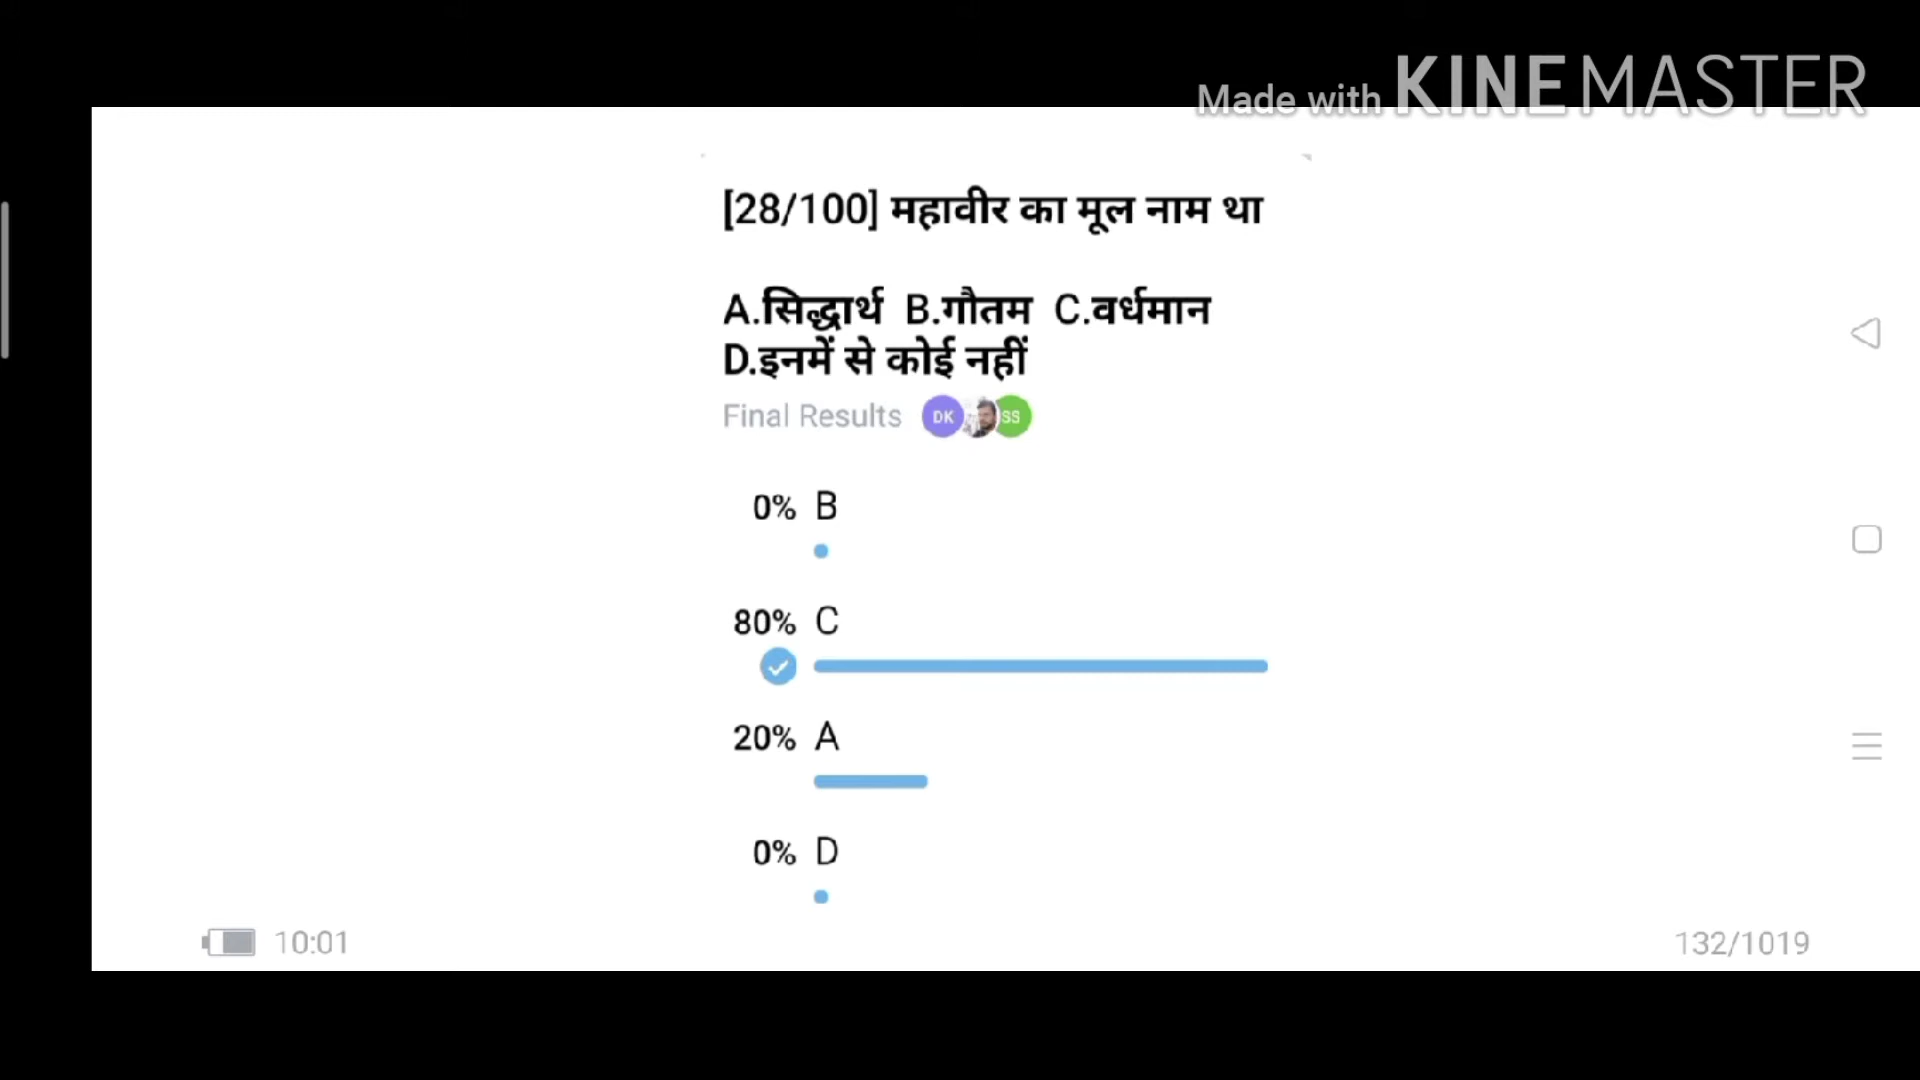 Made with KINEMASTER
[28/100] महावीर का मूल नाम था
A.सिद्धार्थ B.गौतम C.वर्धमान
D.इनमें से कोई नहीं
Final Results DK SS
0% B
80% C
20% A
0% D
10:01 132/1019